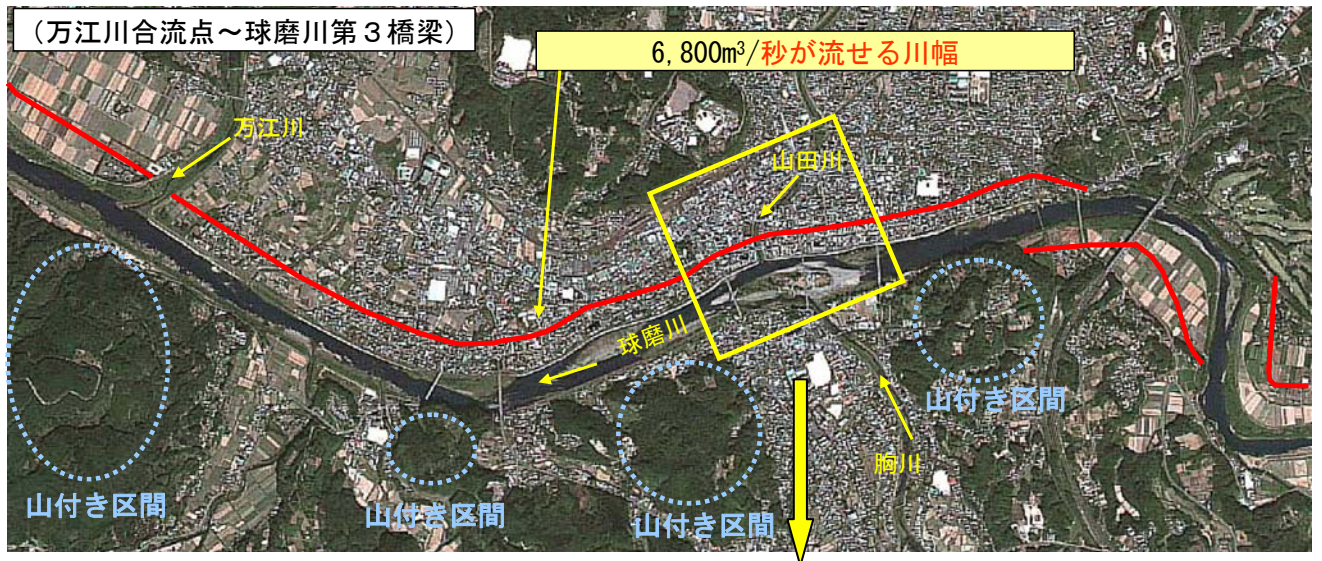 （万江川合流点～球磨川第３橋梁）
6,800m³/秒が流せる川幅
万江川
山田川
球磨川
山付き区間
胸川
山付き区間
山付き区間
山付き区間